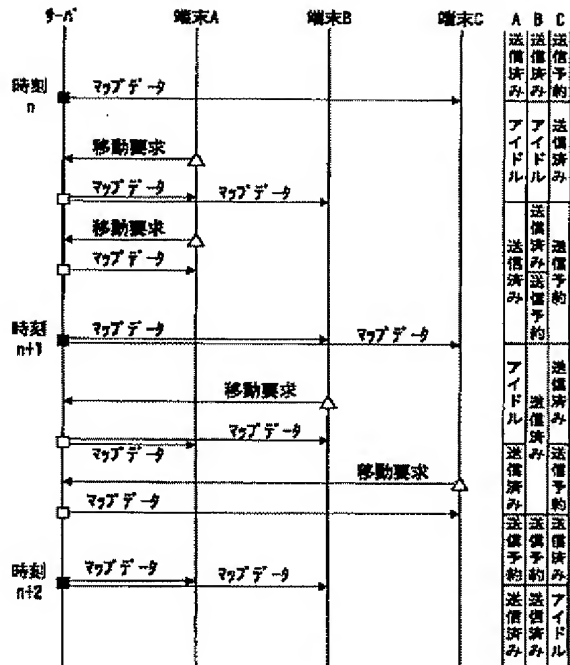 サーバ 端末A 端末B 端末C A B C
時刻
n
マップデータ
移動要求
マップデータ マップデータ
移動要求
マップデータ
時刻
n+1
マップデータ マップデータ
移動要求
マップデータ
マップデータ
移動要求
マップデータ
時刻
n+2
マップデータ マップデータ
送信済み
アイドル
送信済み
アイドル
送信済み
送信予約
送信済み
送信済み
アイドル
送信済み
送信予約
送信済み
送信予約
送信済み
送信予約
送信済み
送信予約
送信済み
送信予約
送信済み
アイドル